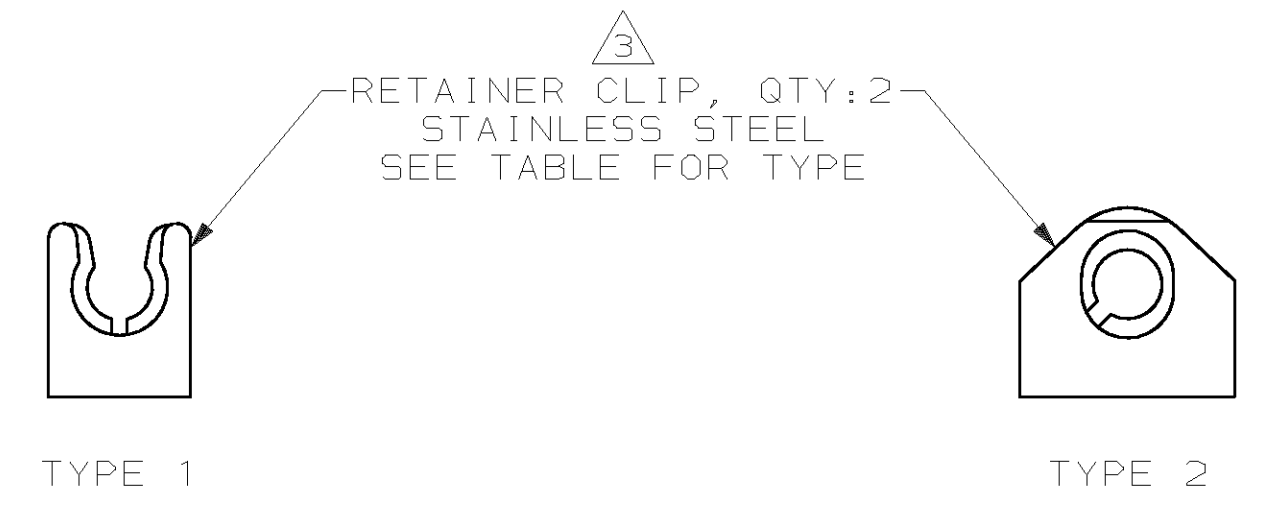 3
RETAINER CLIP, QTY:2
STAINLESS STEEL
SEE TABLE FOR TYPE
TYPE 1
TYPE 2